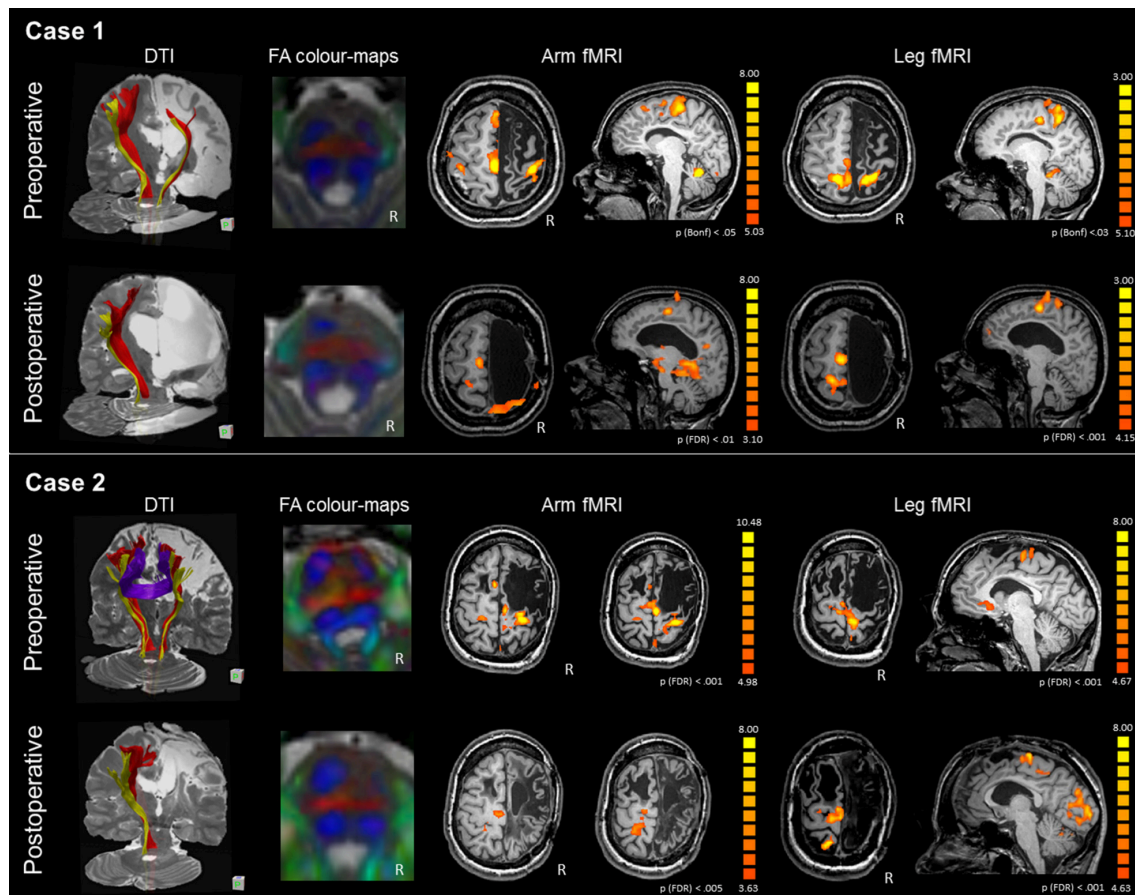 Case 1
DTI
FA colour-maps
Arm fMRI
Leg fMRI
Preoperative
R
R
8.00
p (Bonf) < .05
5.03
R
3.00
p (Bonf) <.03
5.10
Postoperative
R
R
8.00
p (FDR) < .01
3.10
R
3.00
p (FDR) < .001
4.15
Case 2
DTI
FA colour-maps
Arm fMRI
Leg fMRI
Preoperative
R
R
10.48
p (FDR) < .001
4.98
R
8.00
p (FDR) < .001
4.67
Postoperative
R
R
8.00
p (FDR) < .005
3.63
R
8.00
p (FDR) < .001
4.63